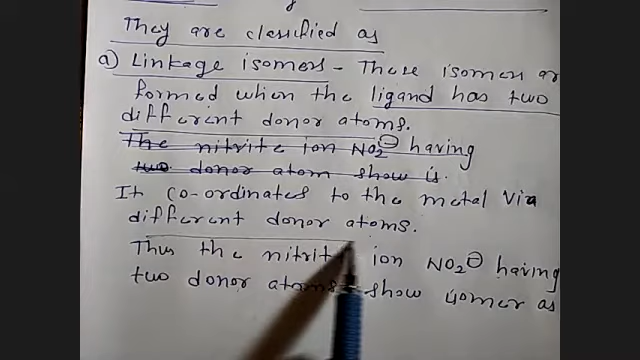 They are classified as
a) Linkage isomers - These isomers are
formed when the ligand has two
different donor atoms.
The nitrite ion NO2⊖ having
two donor atom show is.
It co-ordinates to the metal via
different donor atoms.
Thus the nitrite ion NO2⊖ having
two donor atoms show isomer as